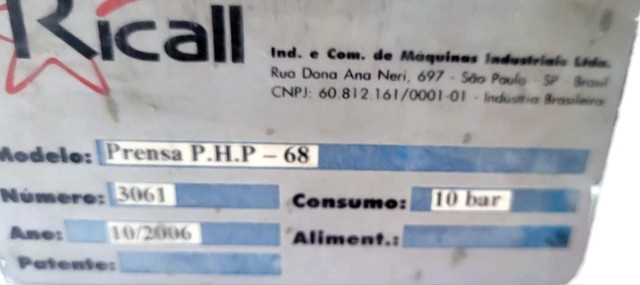 Ricall
Ind. e Com. de Máquinas Industriais Ltda.
Rua Dona Ana Neri, 697 - São Paulo - SP - Brasil
CNPJ: 60.812.161/0001-01 - Indústria Brasileira
Modelo: Prensa P.H.P – 68
Número: 3061 Consumo: 10 bar
Ano: 10/2006 Aliment.:
Patente: